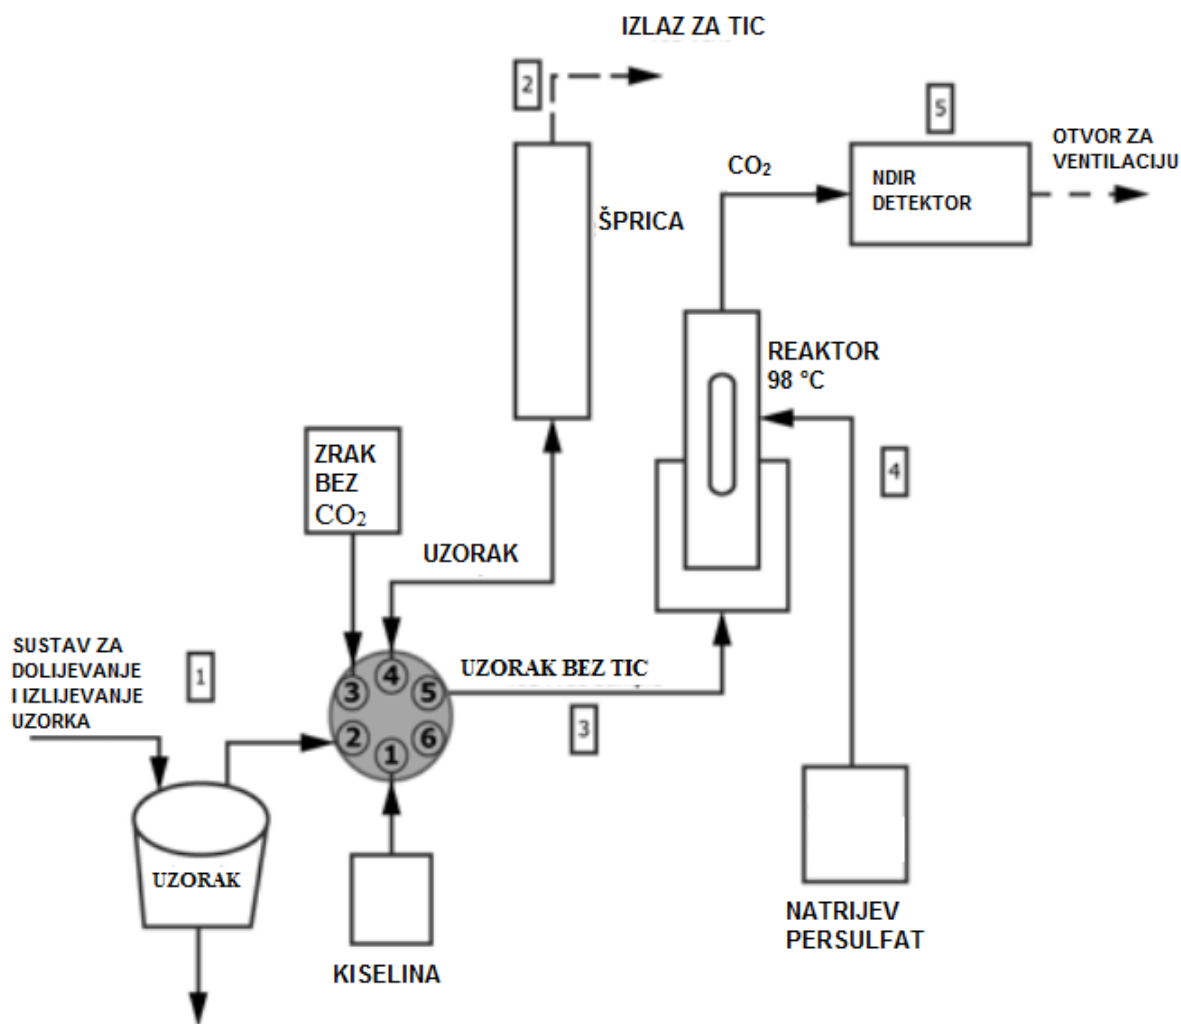 IZLAZ ZA TIC
2
5
OTVOR ZA
VENTILACIJU
CO₂
NDIR
DETEKTOR
ŠPRICA
REAKTOR
98 °C
4
ZRAK
BEZ
CO₂
UZORAK
SUSTAV ZA
DOLIJEVANJE
I IZLIJEVANJE
UZORKA
1
UZORAK BEZ TIC
3
4
3
5
2
6
1
UZORAK
KISELINA
NATRIJEV
PERSULFAT